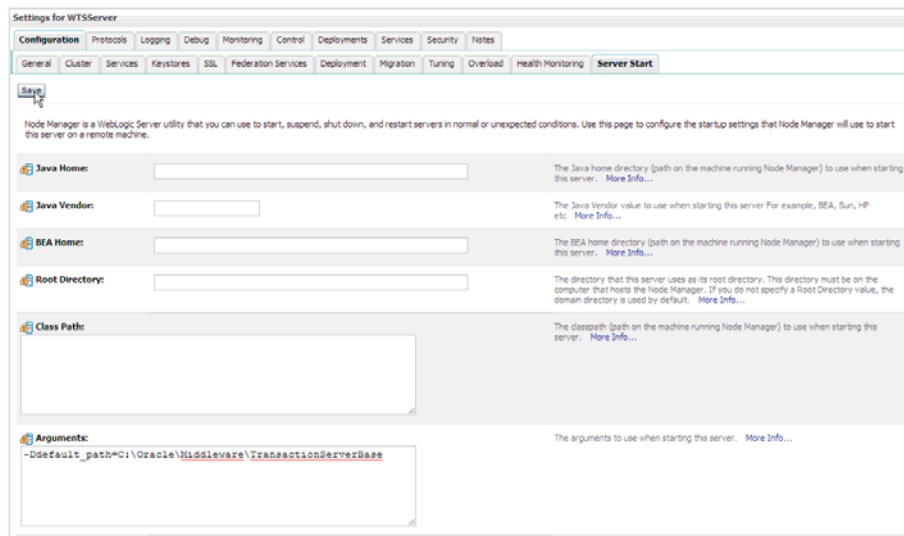 Settings for WTSServer
Configuration Protocols Logging Debug Monitoring Control Deployments Services Security Notes
General Cluster Services Keystores SSL Federation Services Deployment Migration Tuning Overload Health Monitoring Server Start
Save
Node Manager is a WebLogic Server utility that you can use to start, suspend, shut down, and restart servers in normal or unexpected conditions. Use this page to configure the startup settings that Node Manager will use to start
this server on a remote machine.
Java Home:
The Java home directory (path on the machine running Node Manager) to use when starting
this server. More Info...
Java Vendor:
The Java Vendor value to use when starting this server For example, BEA, Sun, HP
etc More Info...
BEA Home:
The BEA home directory (path on the machine running Node Manager) to use when starting
this server. More Info...
Root Directory:
The directory that this server uses as its root directory. This directory must be on the
computer that hosts the Node Manager. If you do not specify a Root Directory value, the
domain directory is used by default. More Info...
Class Path:
The classpath (path on the machine running Node Manager) to use when starting this
server. More Info...
Arguments:
The arguments to use when starting this server. More Info...
-Ddefault_path=C:\Oracle\Middleware\TransactionServerBase